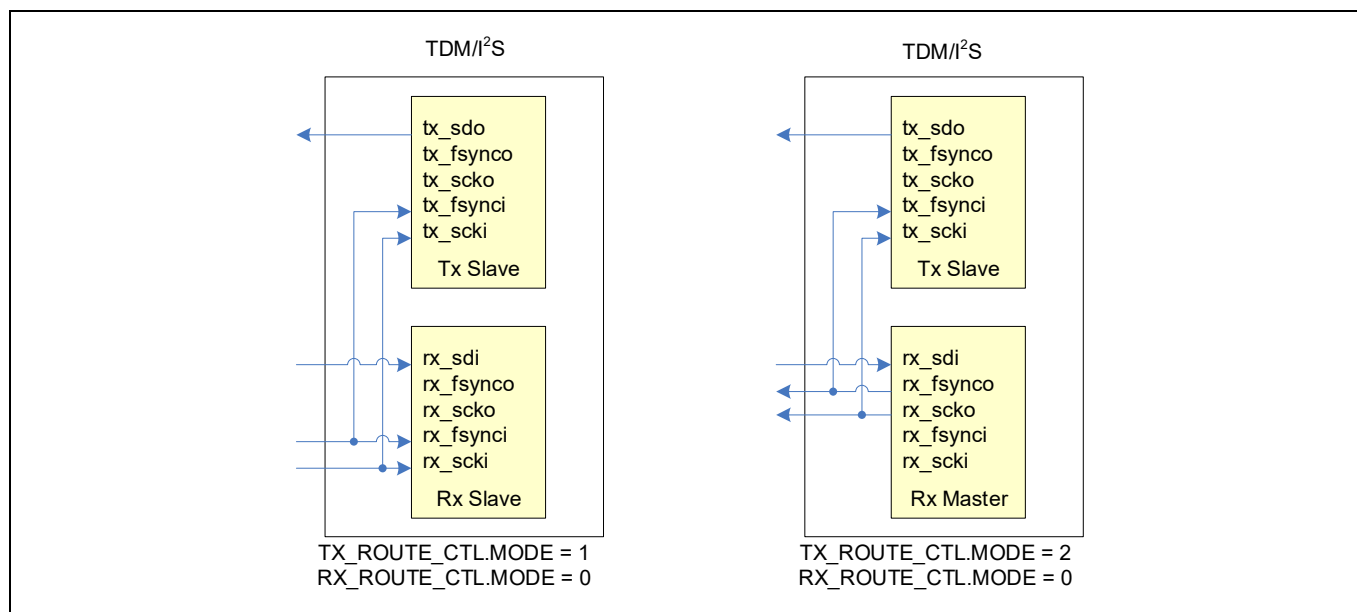 TDM/I²S
tx_sdo
tx_fsynco
tx_scko
tx_fsynci
tx_scki
Tx Slave
rx_sdi
rx_fsynco
rx_scko
rx_fsynci
rx_scki
Rx Slave
TX_ROUTE_CTL.MODE = 1
RX_ROUTE_CTL.MODE = 0
TDM/I²S
tx_sdo
tx_fsynco
tx_scko
tx_fsynci
tx_scki
Tx Slave
rx_sdi
rx_fsynco
rx_scko
rx_fsynci
rx_scki
Rx Master
TX_ROUTE_CTL.MODE = 2
RX_ROUTE_CTL.MODE = 0